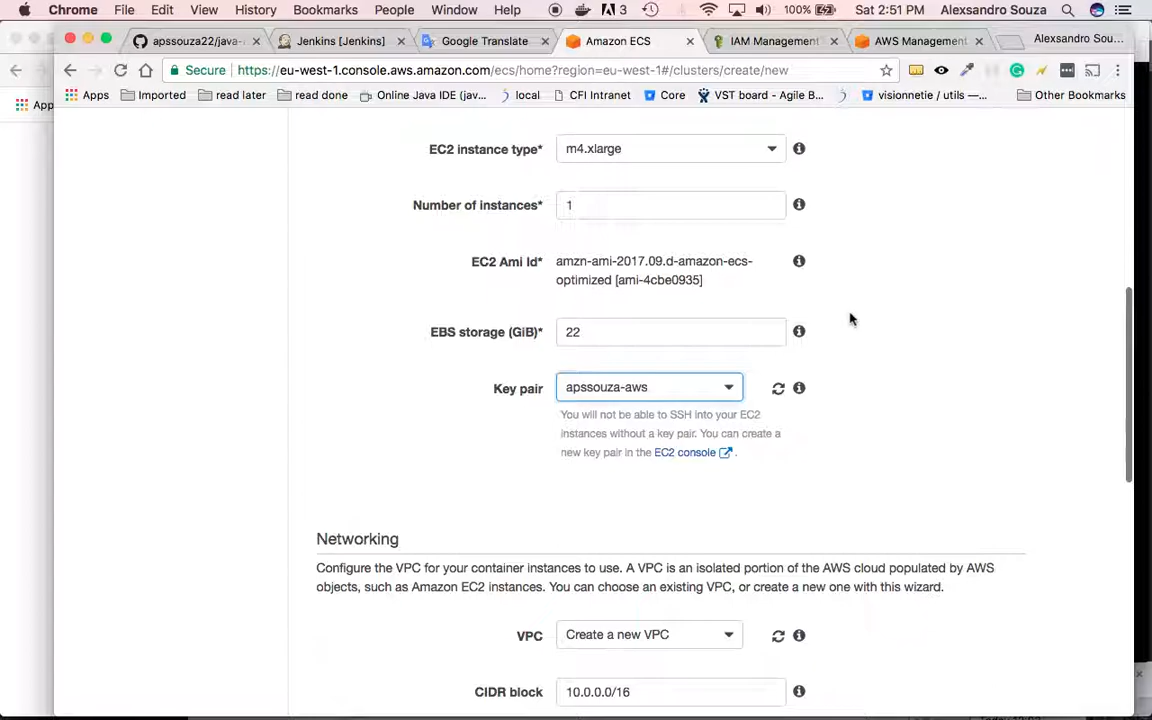 Chrome File Edit View History Bookmarks People Window Help 3 100% Sat 2:51 PM Alexsandro Souza
apssouza22/java- Jenkins [Jenkins] Google Translate Amazon ECS IAM Management AWS Management Alexsandro Sou...
Secure https://eu-west-1.console.aws.amazon.com/ecs/home?region=eu-west-1#/clusters/create/new
App Apps Imported read later read done Online Java IDE (jav... local CFI Intranet Core VST board - Agile B... visionnetie / utils —... Other Bookmarks
EC2 instance type* m4.xlarge
Number of instances* 1
EC2 Ami Id* amzn-ami-2017.09.d-amazon-ecs-
optimized [ami-4cbe0935]
EBS storage (GiB)* 22
Key pair apssouza-aws
You will not be able to SSH into your EC2
instances without a key pair. You can create a
new key pair in the EC2 console .
Networking
Configure the VPC for your container instances to use. A VPC is an isolated portion of the AWS cloud populated by AWS
objects, such as Amazon EC2 instances. You can choose an existing VPC, or create a new one with this wizard.
VPC Create a new VPC
CIDR block 10.0.0.0/16